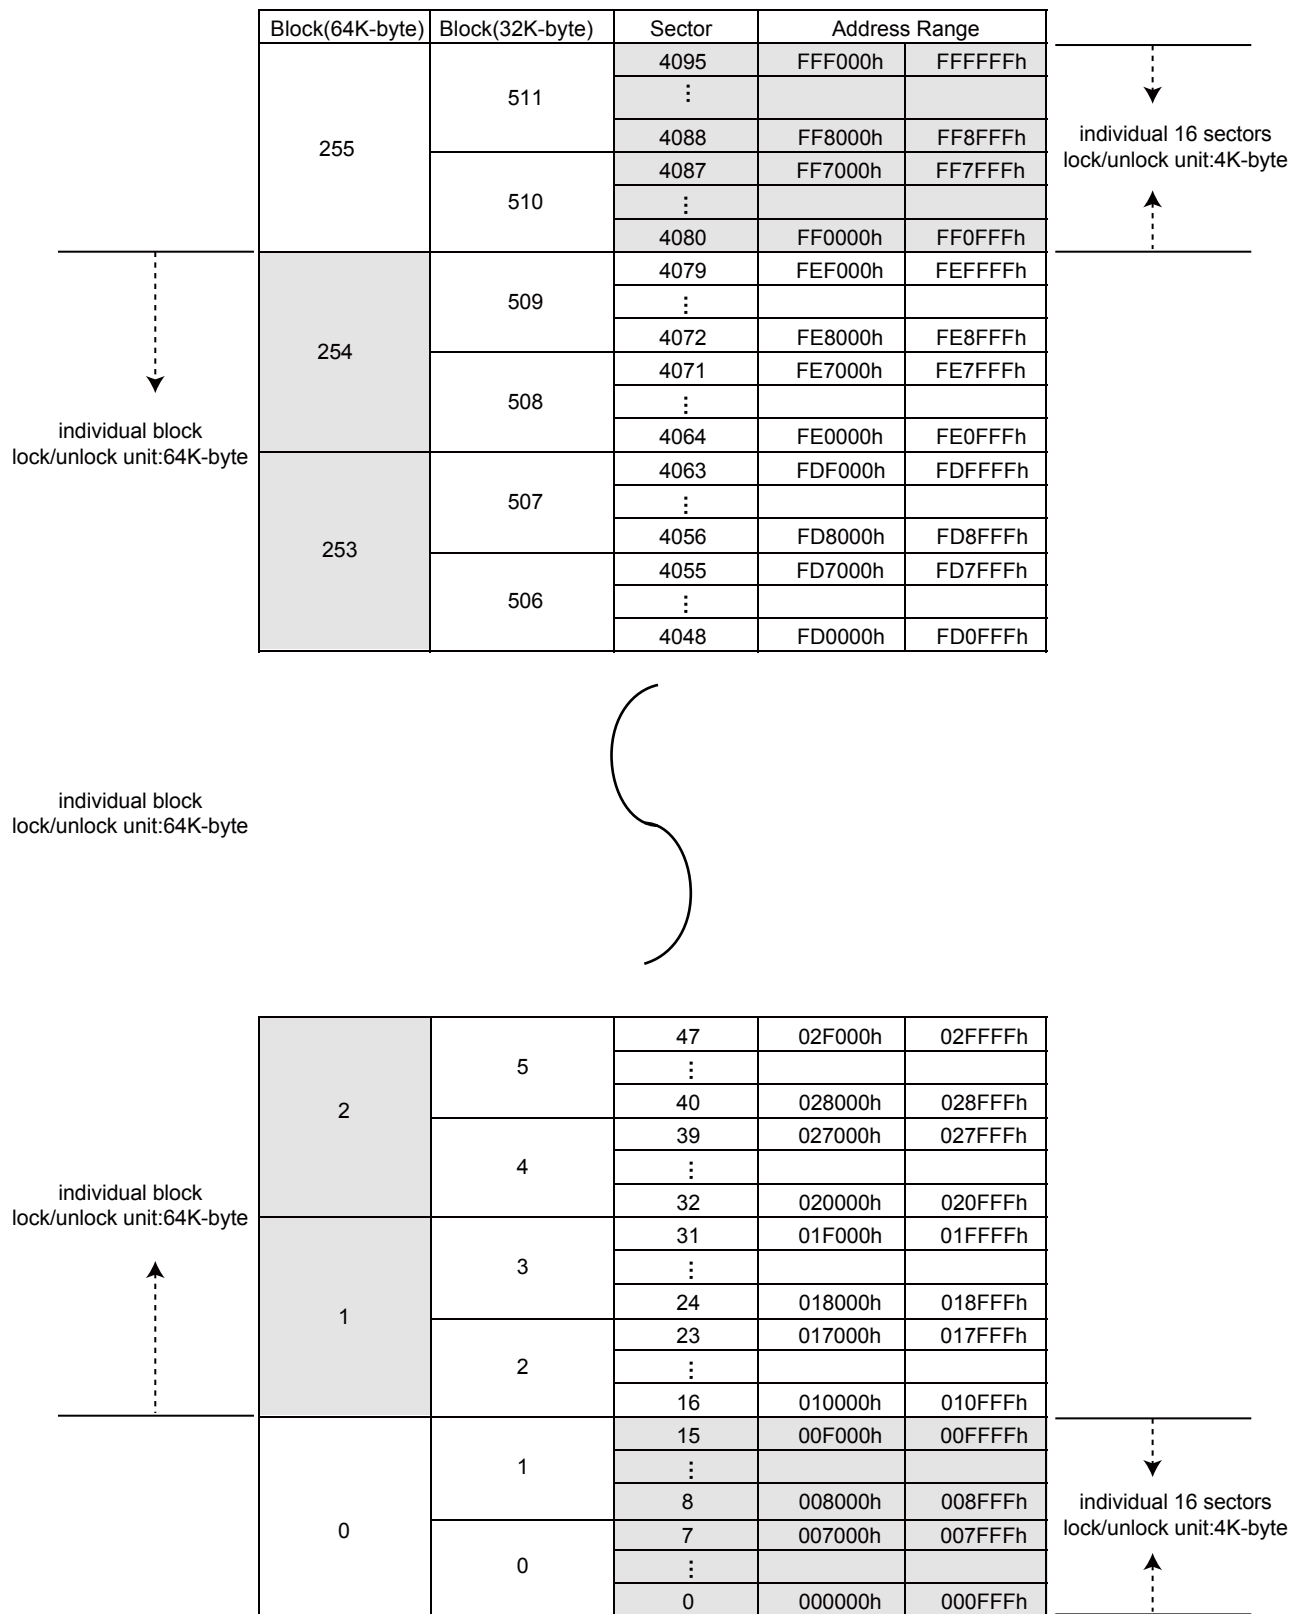 Block(64K-byte) Block(32K-byte) Sector Address Range
255
511
4095 FFF000h FFFFFFh
⋮
4088 FF8000h FF8FFFh
510
4087 FF7000h FF7FFFh
⋮
4080 FF0000h FF0FFFh
individual 16 sectors
lock/unlock unit:4K-byte
254
509
4079 FEF000h FEFFFFh
⋮
4072 FE8000h FE8FFFh
508
4071 FE7000h FE7FFFh
⋮
4064 FE0000h FE0FFFh
individual block
lock/unlock unit:64K-byte
253
507
4063 FDF000h FDFFFFh
⋮
4056 FD8000h FD8FFFh
506
4055 FD7000h FD7FFFh
⋮
4048 FD0000h FD0FFFh
individual block
lock/unlock unit:64K-byte
2
5
47 02F000h 02FFFFh
⋮
40 028000h 028FFFh
4
39 027000h 027FFFh
⋮
32 020000h 020FFFh
individual block
lock/unlock unit:64K-byte
1
3
31 01F000h 01FFFFh
⋮
24 018000h 018FFFh
2
23 017000h 017FFFh
⋮
16 010000h 010FFFh
0
1
15 00F000h 00FFFFh
⋮
8 008000h 008FFFh
0
7 007000h 007FFFh
⋮
0 000000h 000FFFh
individual 16 sectors
lock/unlock unit:4K-byte